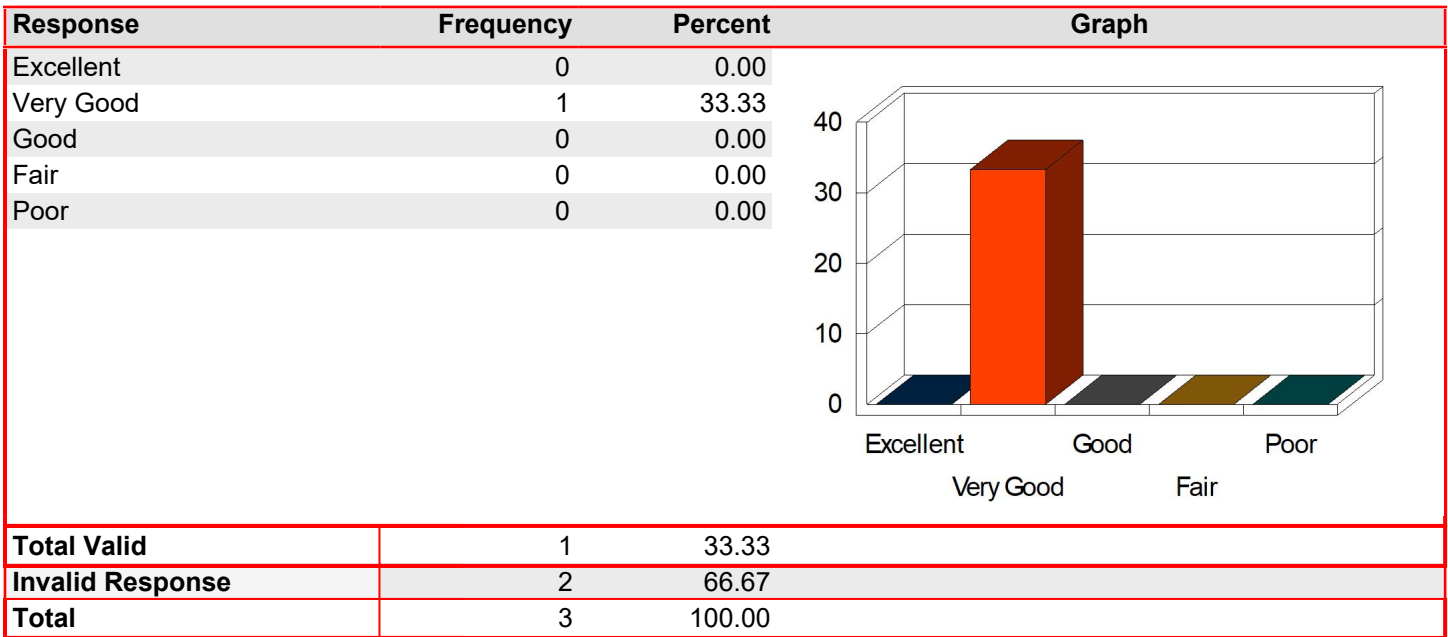 Response Frequency Percent Graph
Excellent 0 0.00
Very Good 1 33.33
Good 0 0.00
Fair 0 0.00
Poor 0 0.00
40
30
20
10
0
Excellent Good Poor
Very Good Fair
Total Valid 1 33.33
Invalid Response 2 66.67
Total 3 100.00